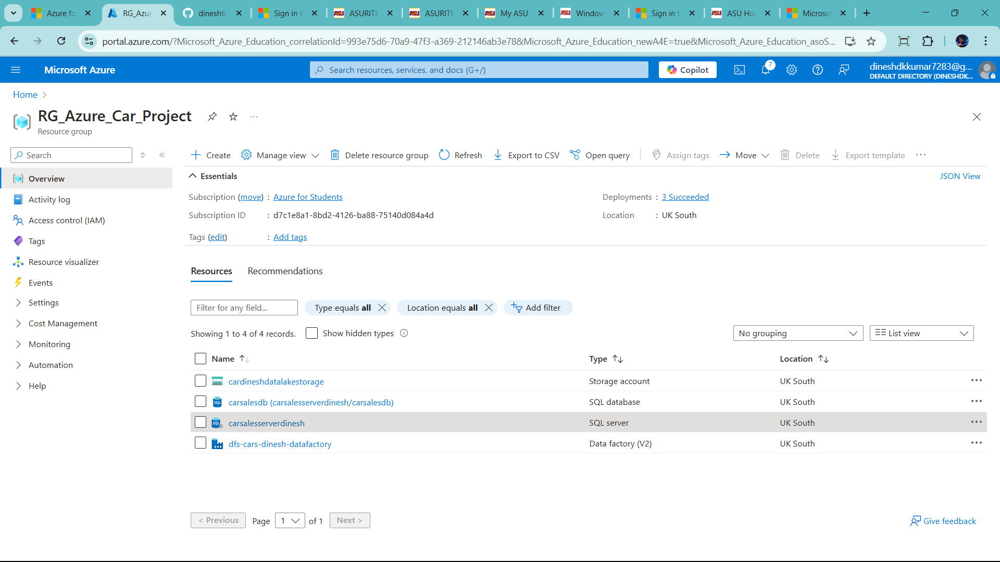 Azure fo
RG_Azur
dinesh63
Sign in t
ASURITE
ASURITE
My ASU
Window
Sign in t
ASU Hor
Microsof
portal.azure.com/?Microsoft_Azure_Education_correlationId=993e75d6-70a9-47f3-a369-212146ab3e78&Microsoft_Azure_Education_newA4E=true&Microsoft_Azure_Education_asoS...
Microsoft Azure
Search resources, services, and docs (G+/)
Copilot
7
dineshdkkumar7283@g...
DEFAULT DIRECTORY (DINESHDK...
Home
RG_Azure_Car_Project
Resource group
Search
Create
Manage view
Delete resource group
Refresh
Export to CSV
Open query
Assign tags
Move
Delete
Export template
Overview
Activity log
Access control (IAM)
Tags
Resource visualizer
Events
Settings
Cost Management
Monitoring
Automation
Help
Essentials
JSON View
Subscription (move) : Azure for Students
Deployments : 3 Succeeded
Subscription ID : d7c1e8a1-8bd2-4126-ba88-75140d084a4d
Location : UK South
Tags (edit) : Add tags
Resources
Recommendations
Filter for any field...
Type equals all
Location equals all
Add filter
Showing 1 to 4 of 4 records.
Show hidden types
No grouping
List view
Name Type Location
cardineshdatalakestorage Storage account UK South
SQL carsalesdb (carsalesserverdinesh/carsalesdb) SQL database UK South
SQL carsalesserverdinesh SQL server UK South
dfs-cars-dinesh-datafactory Data factory (V2) UK South
< Previous Page 1 of 1 Next >
Give feedback